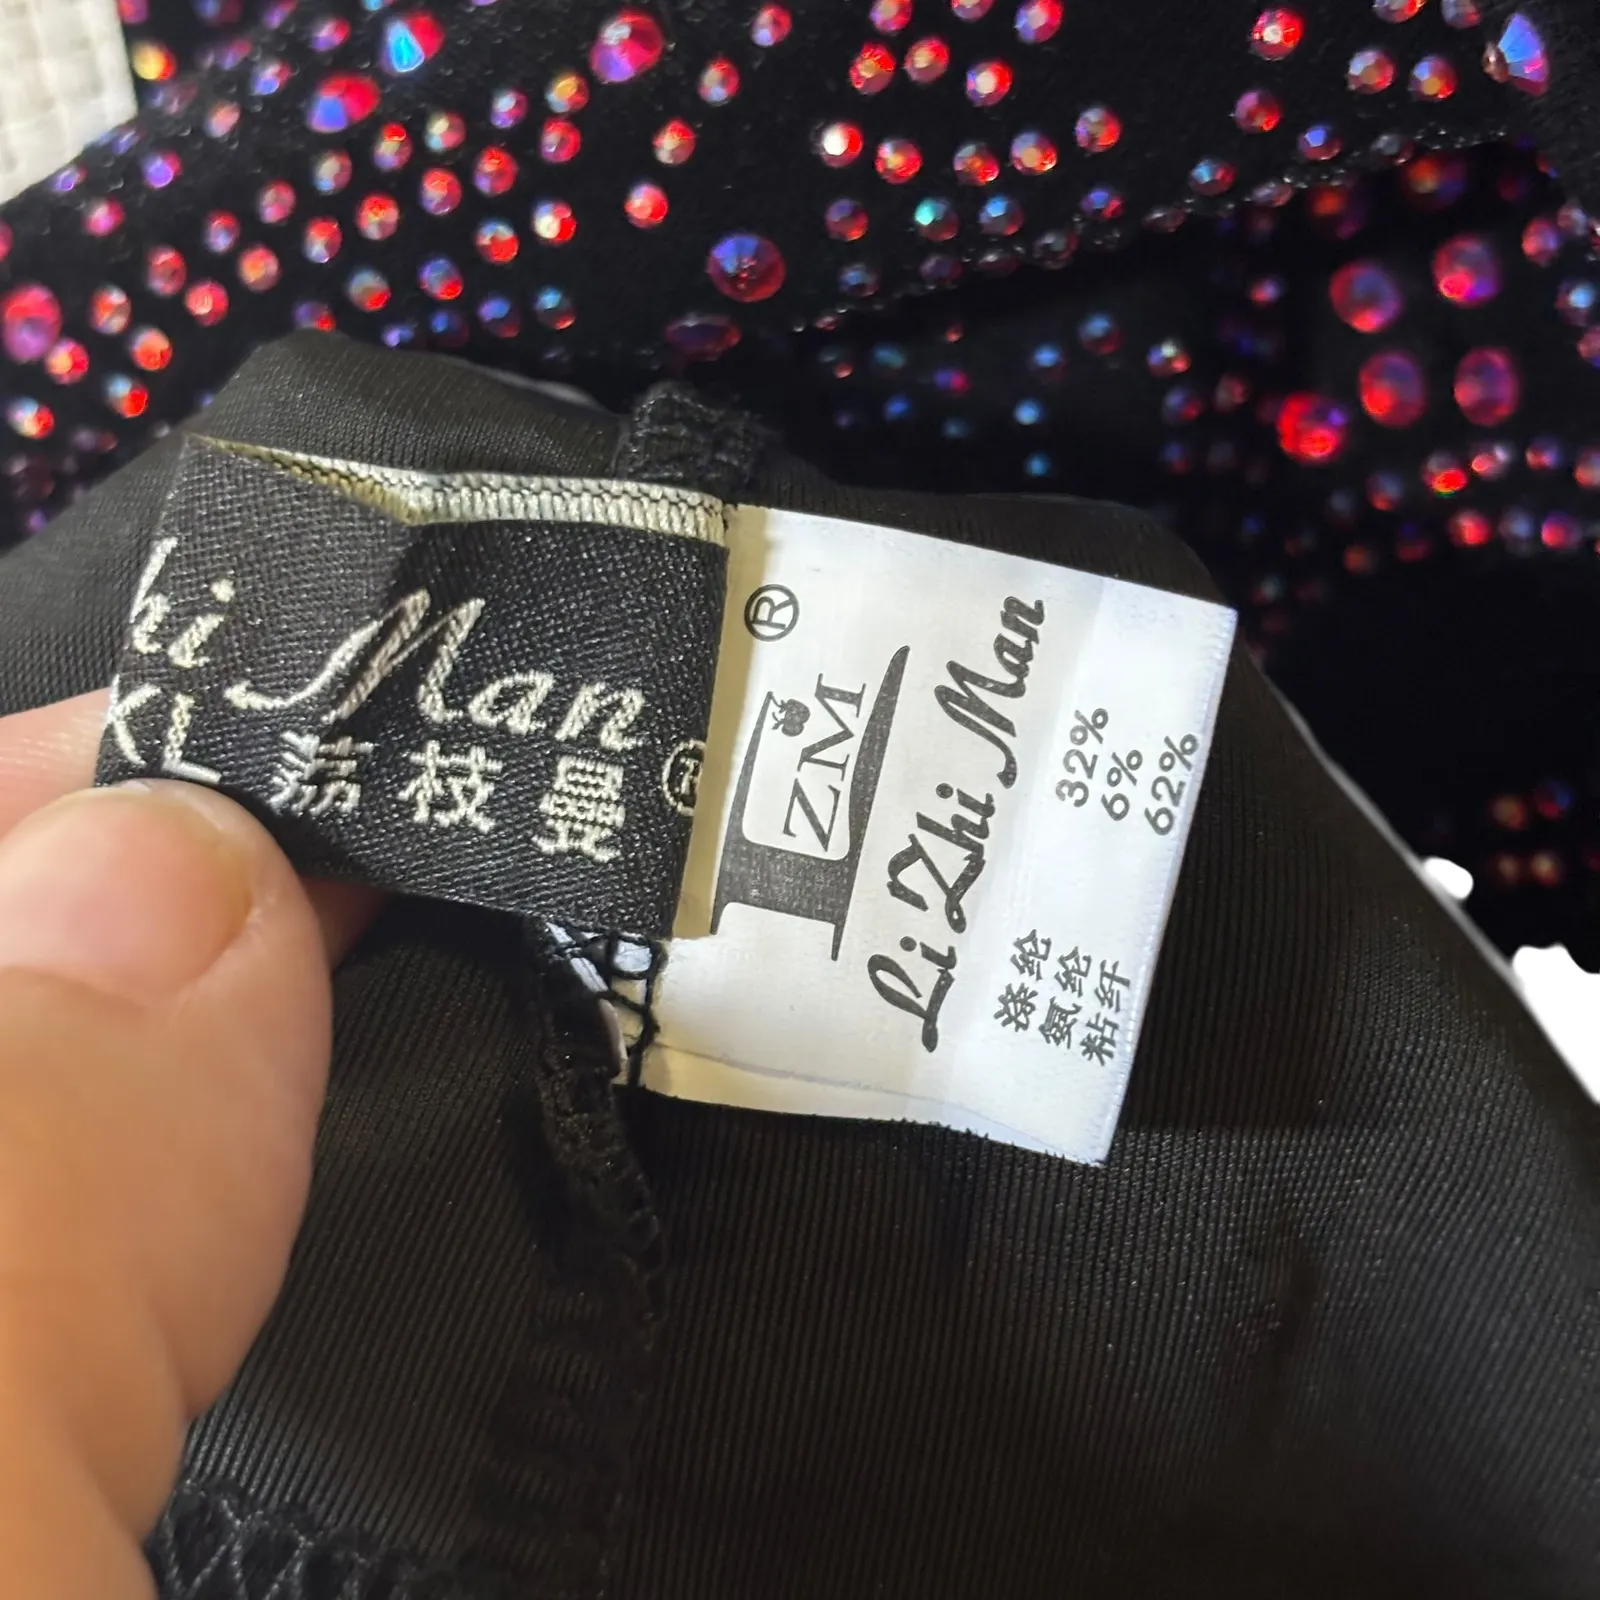 hi Man
XL 荔枝曼 ®
®
LZM
Li Zhi Man
涤纶 32%
氨纶 6%
粘纤 62%